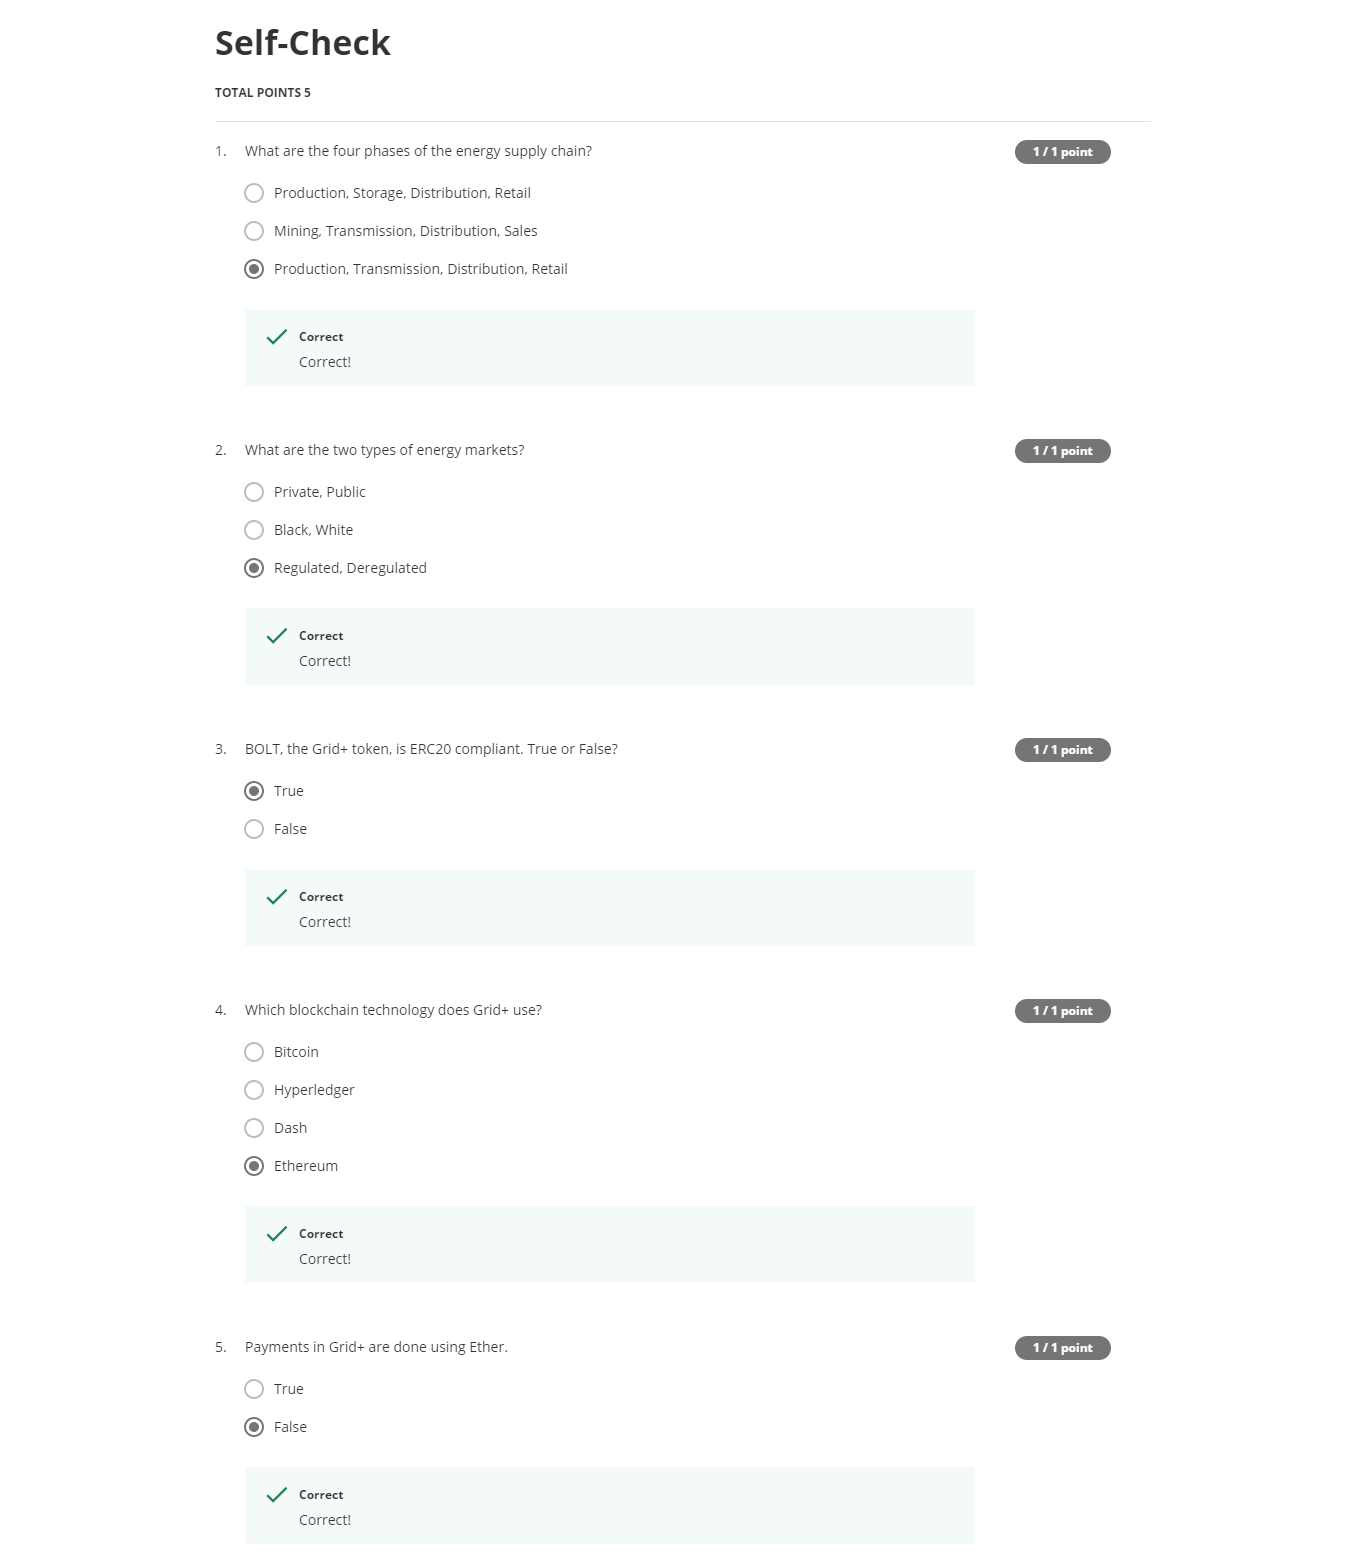 Self-Check
TOTAL POINTS 5
1. What are the four phases of the energy supply chain? 1 / 1 point
Production, Storage, Distribution, Retail
Mining, Transmission, Distribution, Sales
Production, Transmission, Distribution, Retail
Correct
Correct!
2. What are the two types of energy markets? 1 / 1 point
Private, Public
Black, White
Regulated, Deregulated
Correct
Correct!
3. BOLT, the Grid+ token, is ERC20 compliant. True or False? 1 / 1 point
True
False
Correct
Correct!
4. Which blockchain technology does Grid+ use? 1 / 1 point
Bitcoin
Hyperledger
Dash
Ethereum
Correct
Correct!
5. Payments in Grid+ are done using Ether. 1 / 1 point
True
False
Correct
Correct!